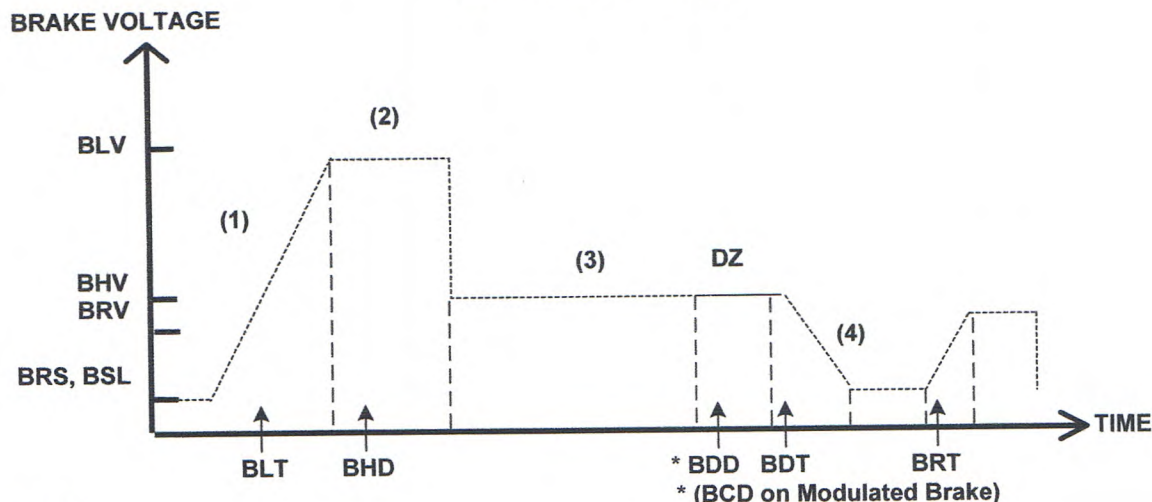 BRAKE VOLTAGE
(2)
BLV
(1)
(3)
DZ
BHV
BRV
(4)
BRS, BSL
TIME
BLT
BHD
* BDD
BDT
BRT
* (BCD on Modulated Brake)